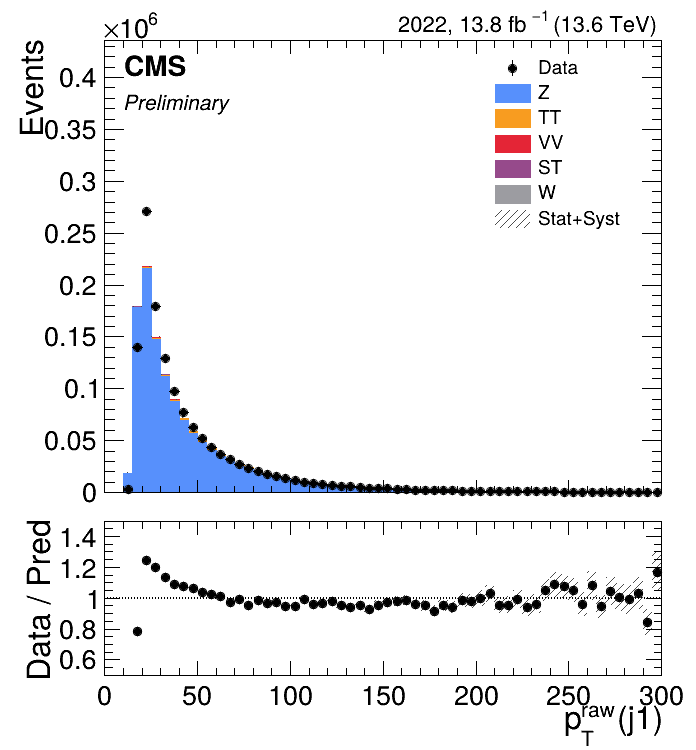 ×10⁶
2022, 13.8 fb⁻¹ (13.6 TeV)
CMS
Preliminary
Events
0.4
0.35
0.3
0.25
0.2
0.15
0.1
0.05
0
Data
Z
TT
VV
ST
W
Stat+Syst
Data / Pred
1.4
1.2
1
0.8
0.6
0 50 100 150 200 250 300
p_T^raw(j1)